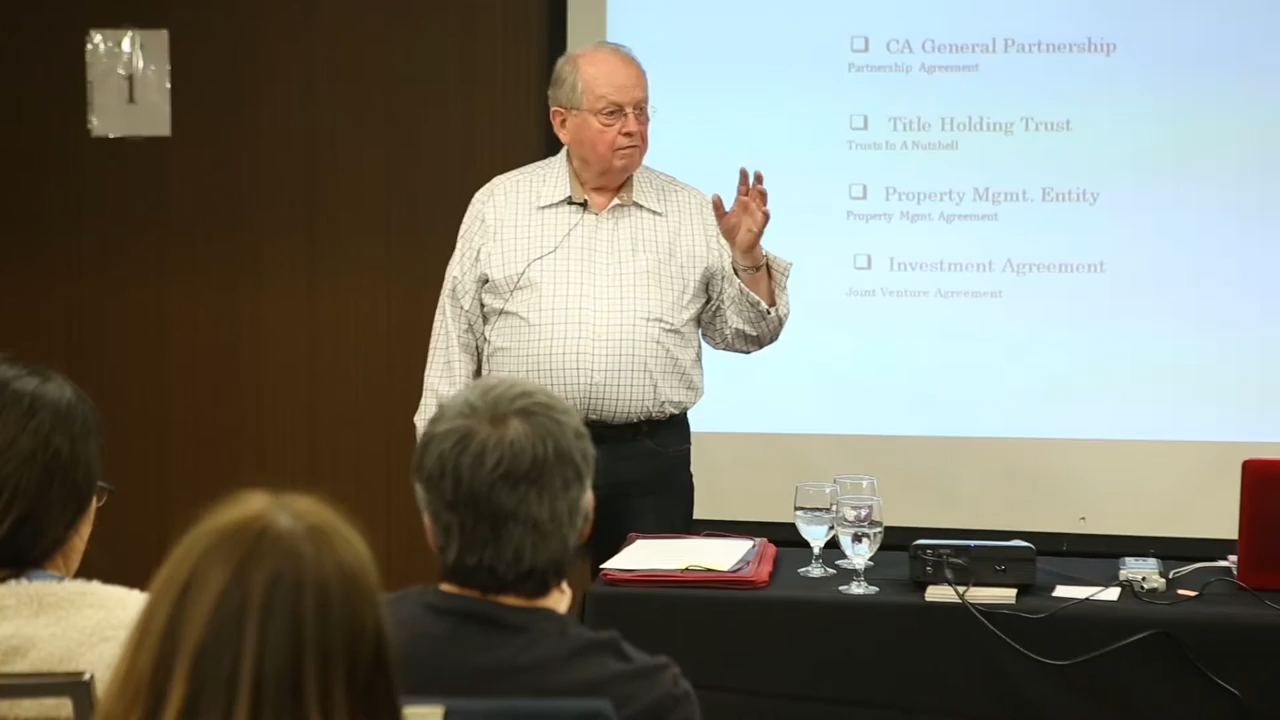 1
CA General Partnership
Partnership Agreement
Title Holding Trust
Trusts In A Nutshell
Property Mgmt. Entity
Property Mgmt. Agreement
Investment Agreement
Joint Venture Agreement